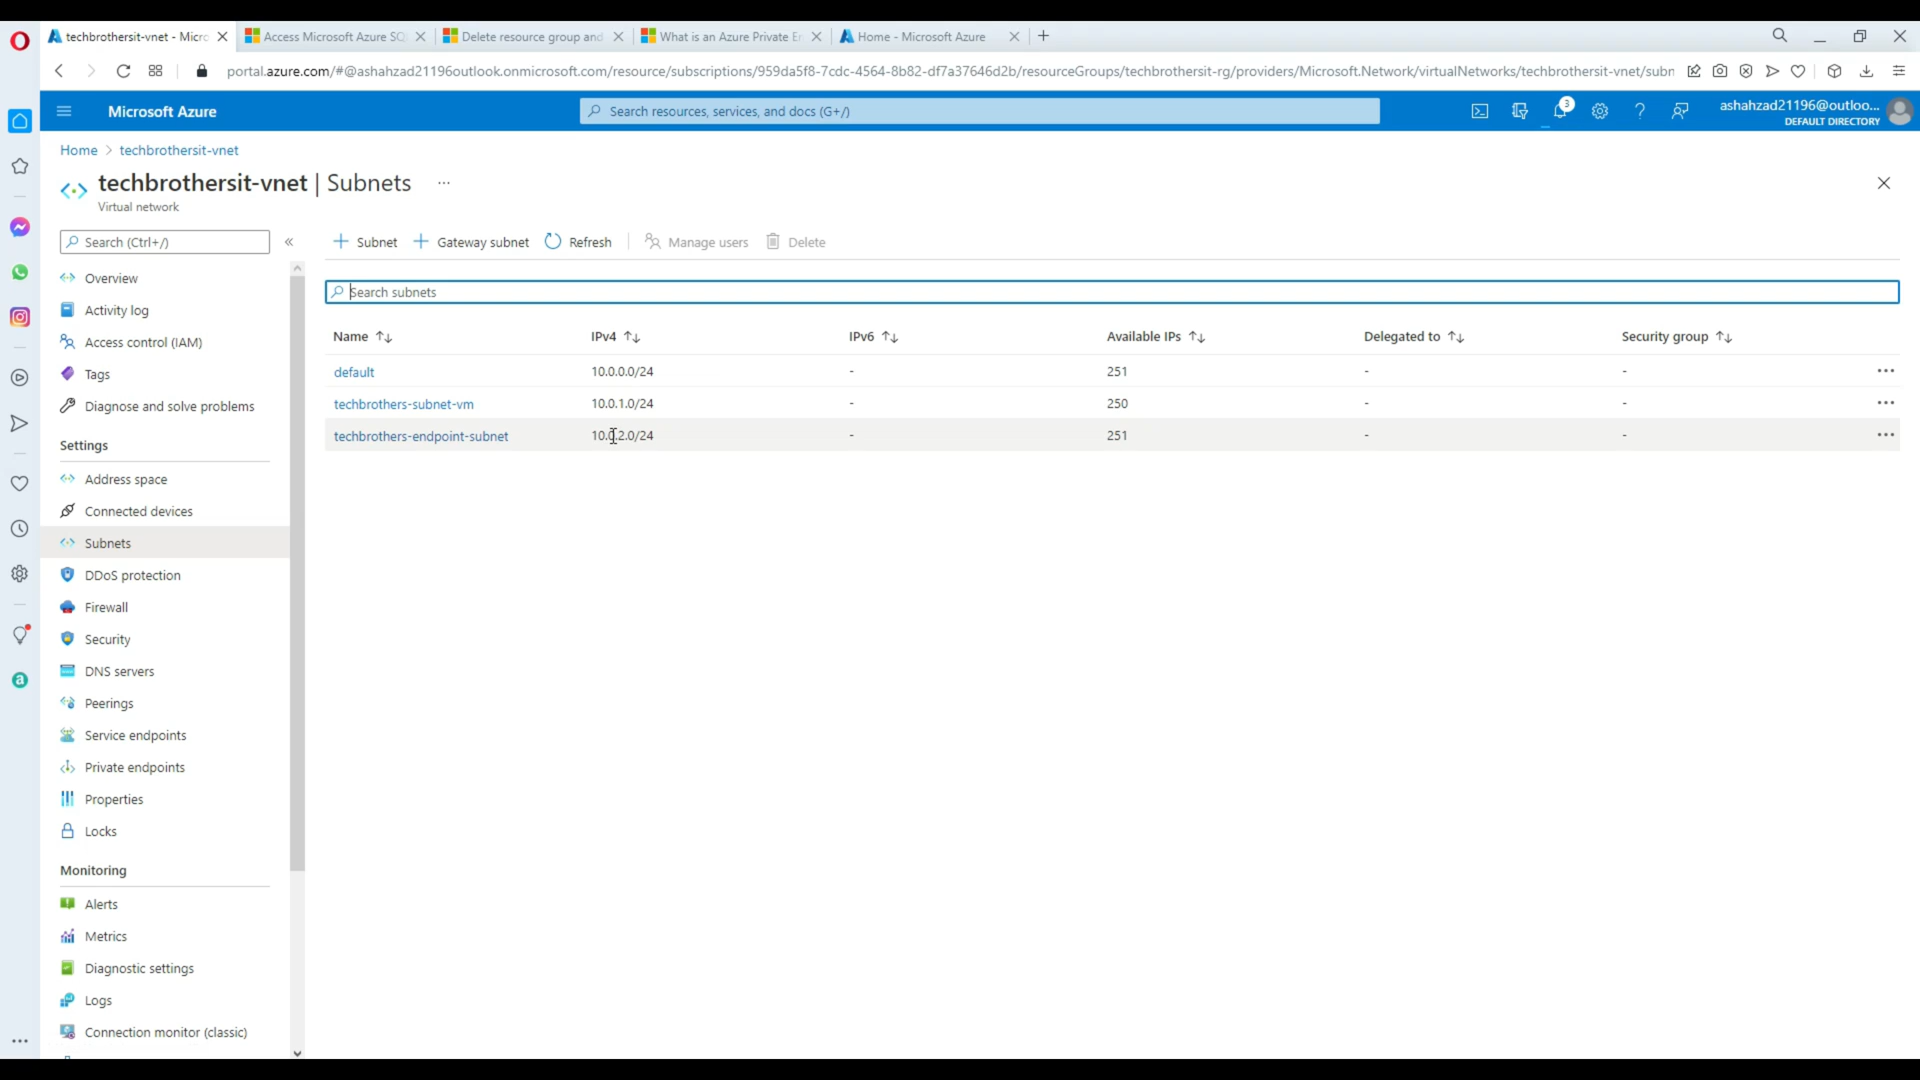 techbrothersit-vnet - Micro
Access Microsoft Azure SQ
Delete resource group and
What is an Azure Private En
Home - Microsoft Azure
portal.azure.com/#@ashahzad21196outlook.onmicrosoft.com/resource/subscriptions/959da5f8-7cdc-4564-8b82-df7a37646d2b/resourceGroups/techbrothersit-rg/providers/Microsoft.Network/virtualNetworks/techbrothersit-vnet/subn
Microsoft Azure
Search resources, services, and docs (G+/)
3
ashahzad21196@outloo...
DEFAULT DIRECTORY
Home > techbrothersit-vnet
techbrothersit-vnet | Subnets ...
Virtual network
Search (Ctrl+/)
Overview
Activity log
Access control (IAM)
Tags
Diagnose and solve problems
Settings
Address space
Connected devices
Subnets
DDoS protection
Firewall
Security
DNS servers
Peerings
Service endpoints
Private endpoints
Properties
Locks
Monitoring
Alerts
Metrics
Diagnostic settings
Logs
Connection monitor (classic)
+ Subnet + Gateway subnet Refresh Manage users Delete
Search subnets
Name IPv4 IPv6 Available IPs Delegated to Security group
default 10.0.0.0/24 - 251 - - ...
techbrothers-subnet-vm 10.0.1.0/24 - 250 - - ...
techbrothers-endpoint-subnet 10.0.2.0/24 - 251 - - ...